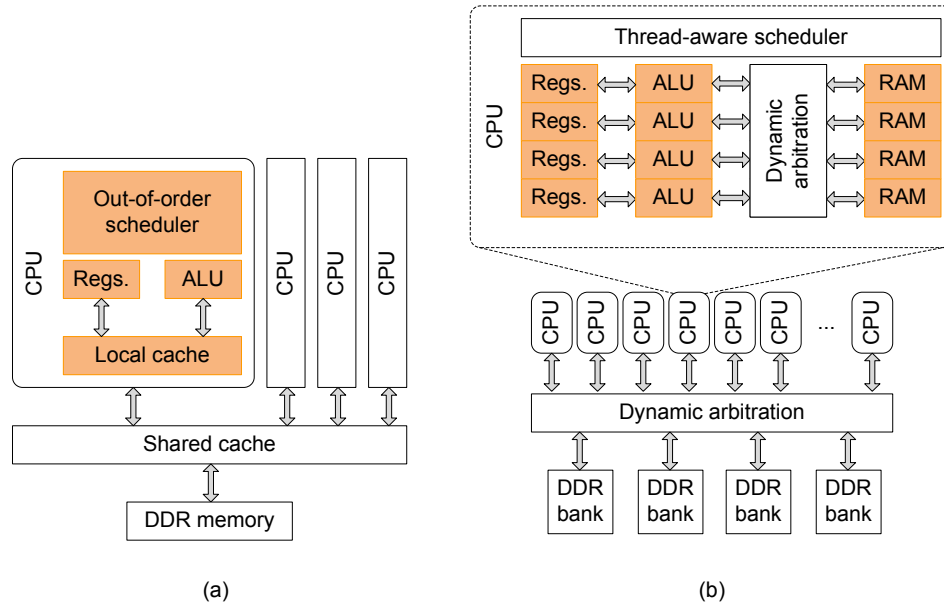 CPU
Out-of-order
scheduler
Regs.
ALU
Local cache
CPU
CPU
CPU
Shared cache
DDR memory
(a)
CPU
Thread-aware scheduler
Regs.
ALU
Dynamic
arbitration
RAM
Regs.
ALU
RAM
Regs.
ALU
RAM
Regs.
ALU
RAM
CPU
CPU
CPU
CPU
CPU
CPU
...
CPU
Dynamic arbitration
DDR
bank
DDR
bank
DDR
bank
DDR
bank
(b)